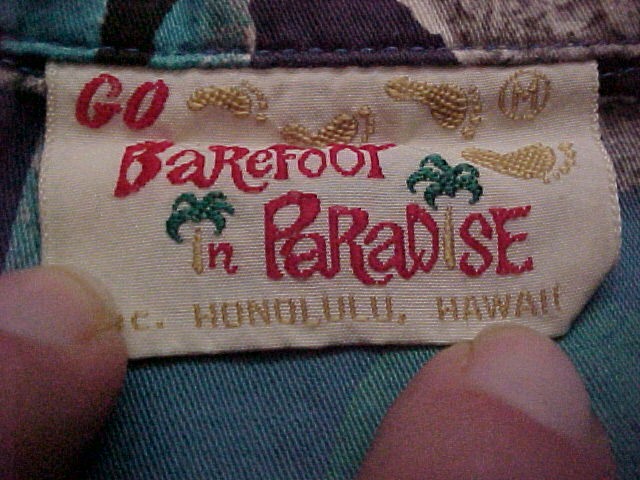 GO M
BAREFOOT
in PARADISE
HONOLULU, HAWAII